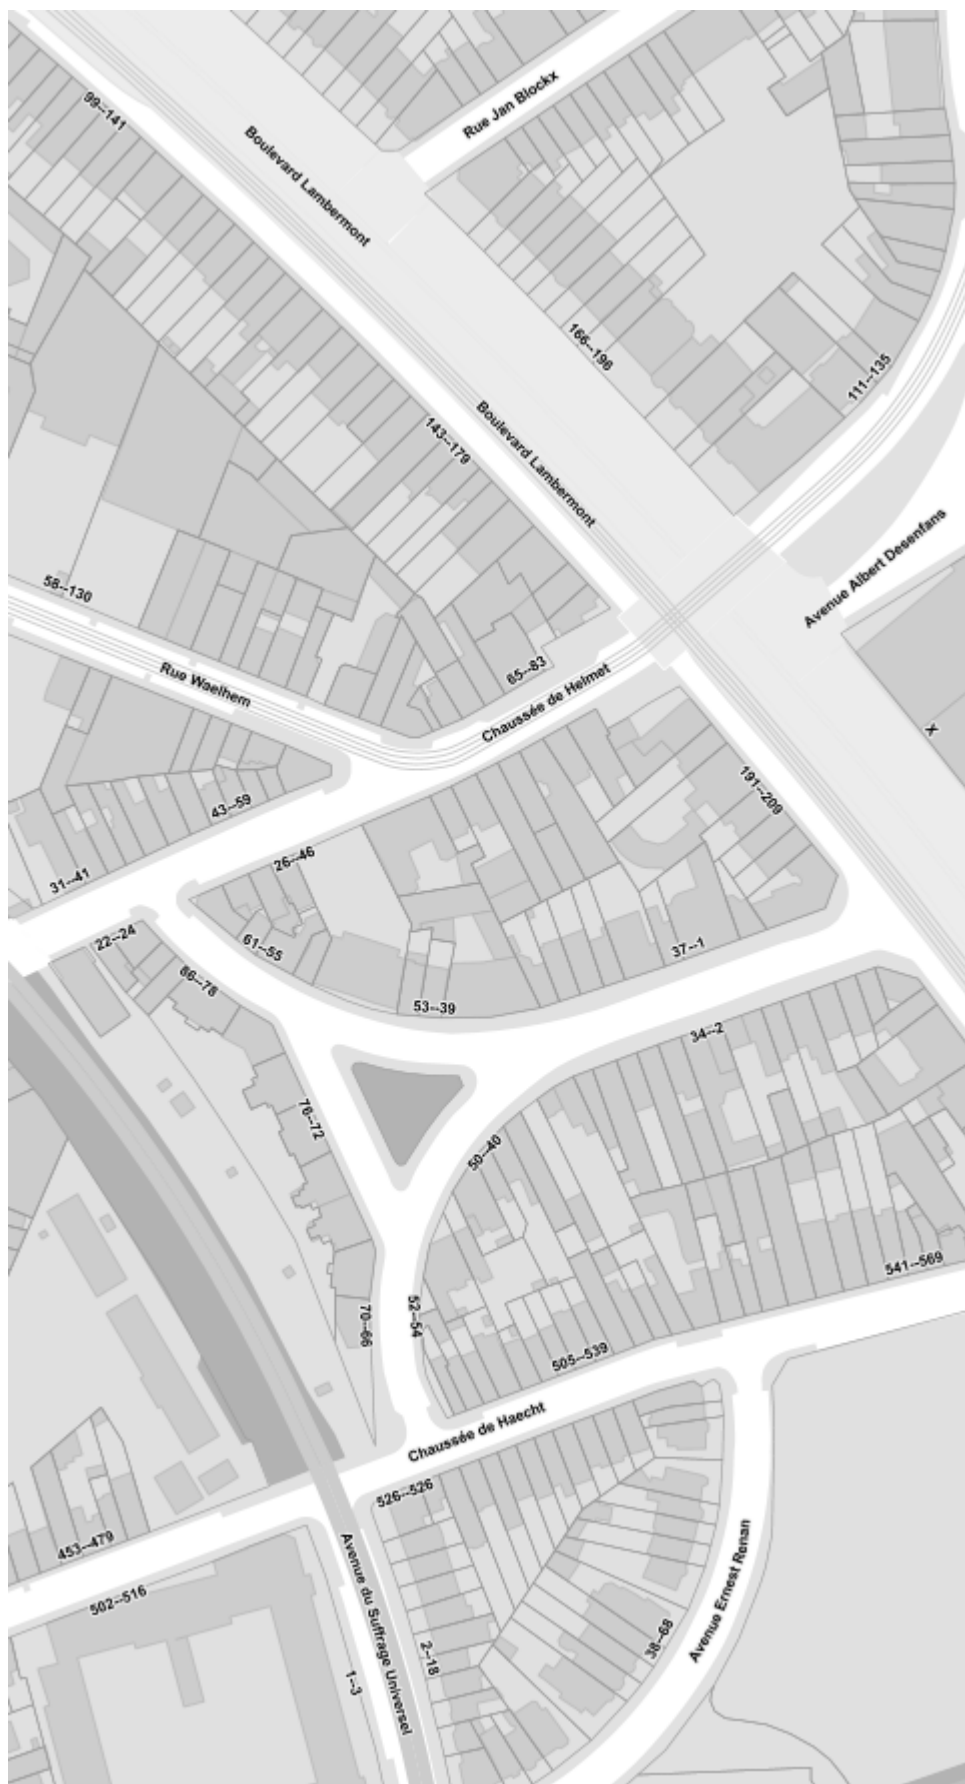 Rue Jan Blockx
99--141
Boulevard Lambermont
166--196
111--135
Boulevard Lambermont
143--179
Avenue Albert Desenfans
58--130
Rue Waelhem
65--83
Chaussée de Helmet
X
191--209
43--59
26--46
31--41
22--24
61--55
37--1
86--78
53--39
34--2
76--72
50--40
541--569
52--54
70--66
505--539
Chaussée de Haecht
526--526
453--479
Avenue du Suffrage Universel
Avenue Ernest Renan
502--516
38--68
2--18
1--3